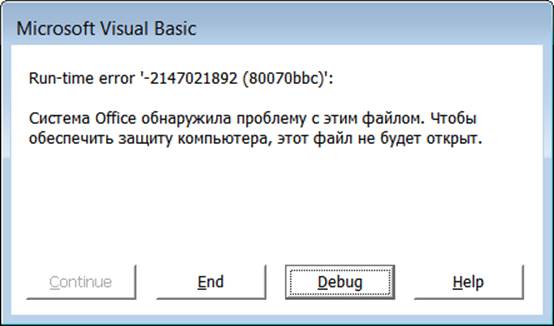 Microsoft Visual Basic
Run-time error '-2147021892 (80070bbc)':
Система Office обнаружила проблему с этим файлом. Чтобы
обеспечить защиту компьютера, этот файл не будет открыт.
Continue End Debug Help